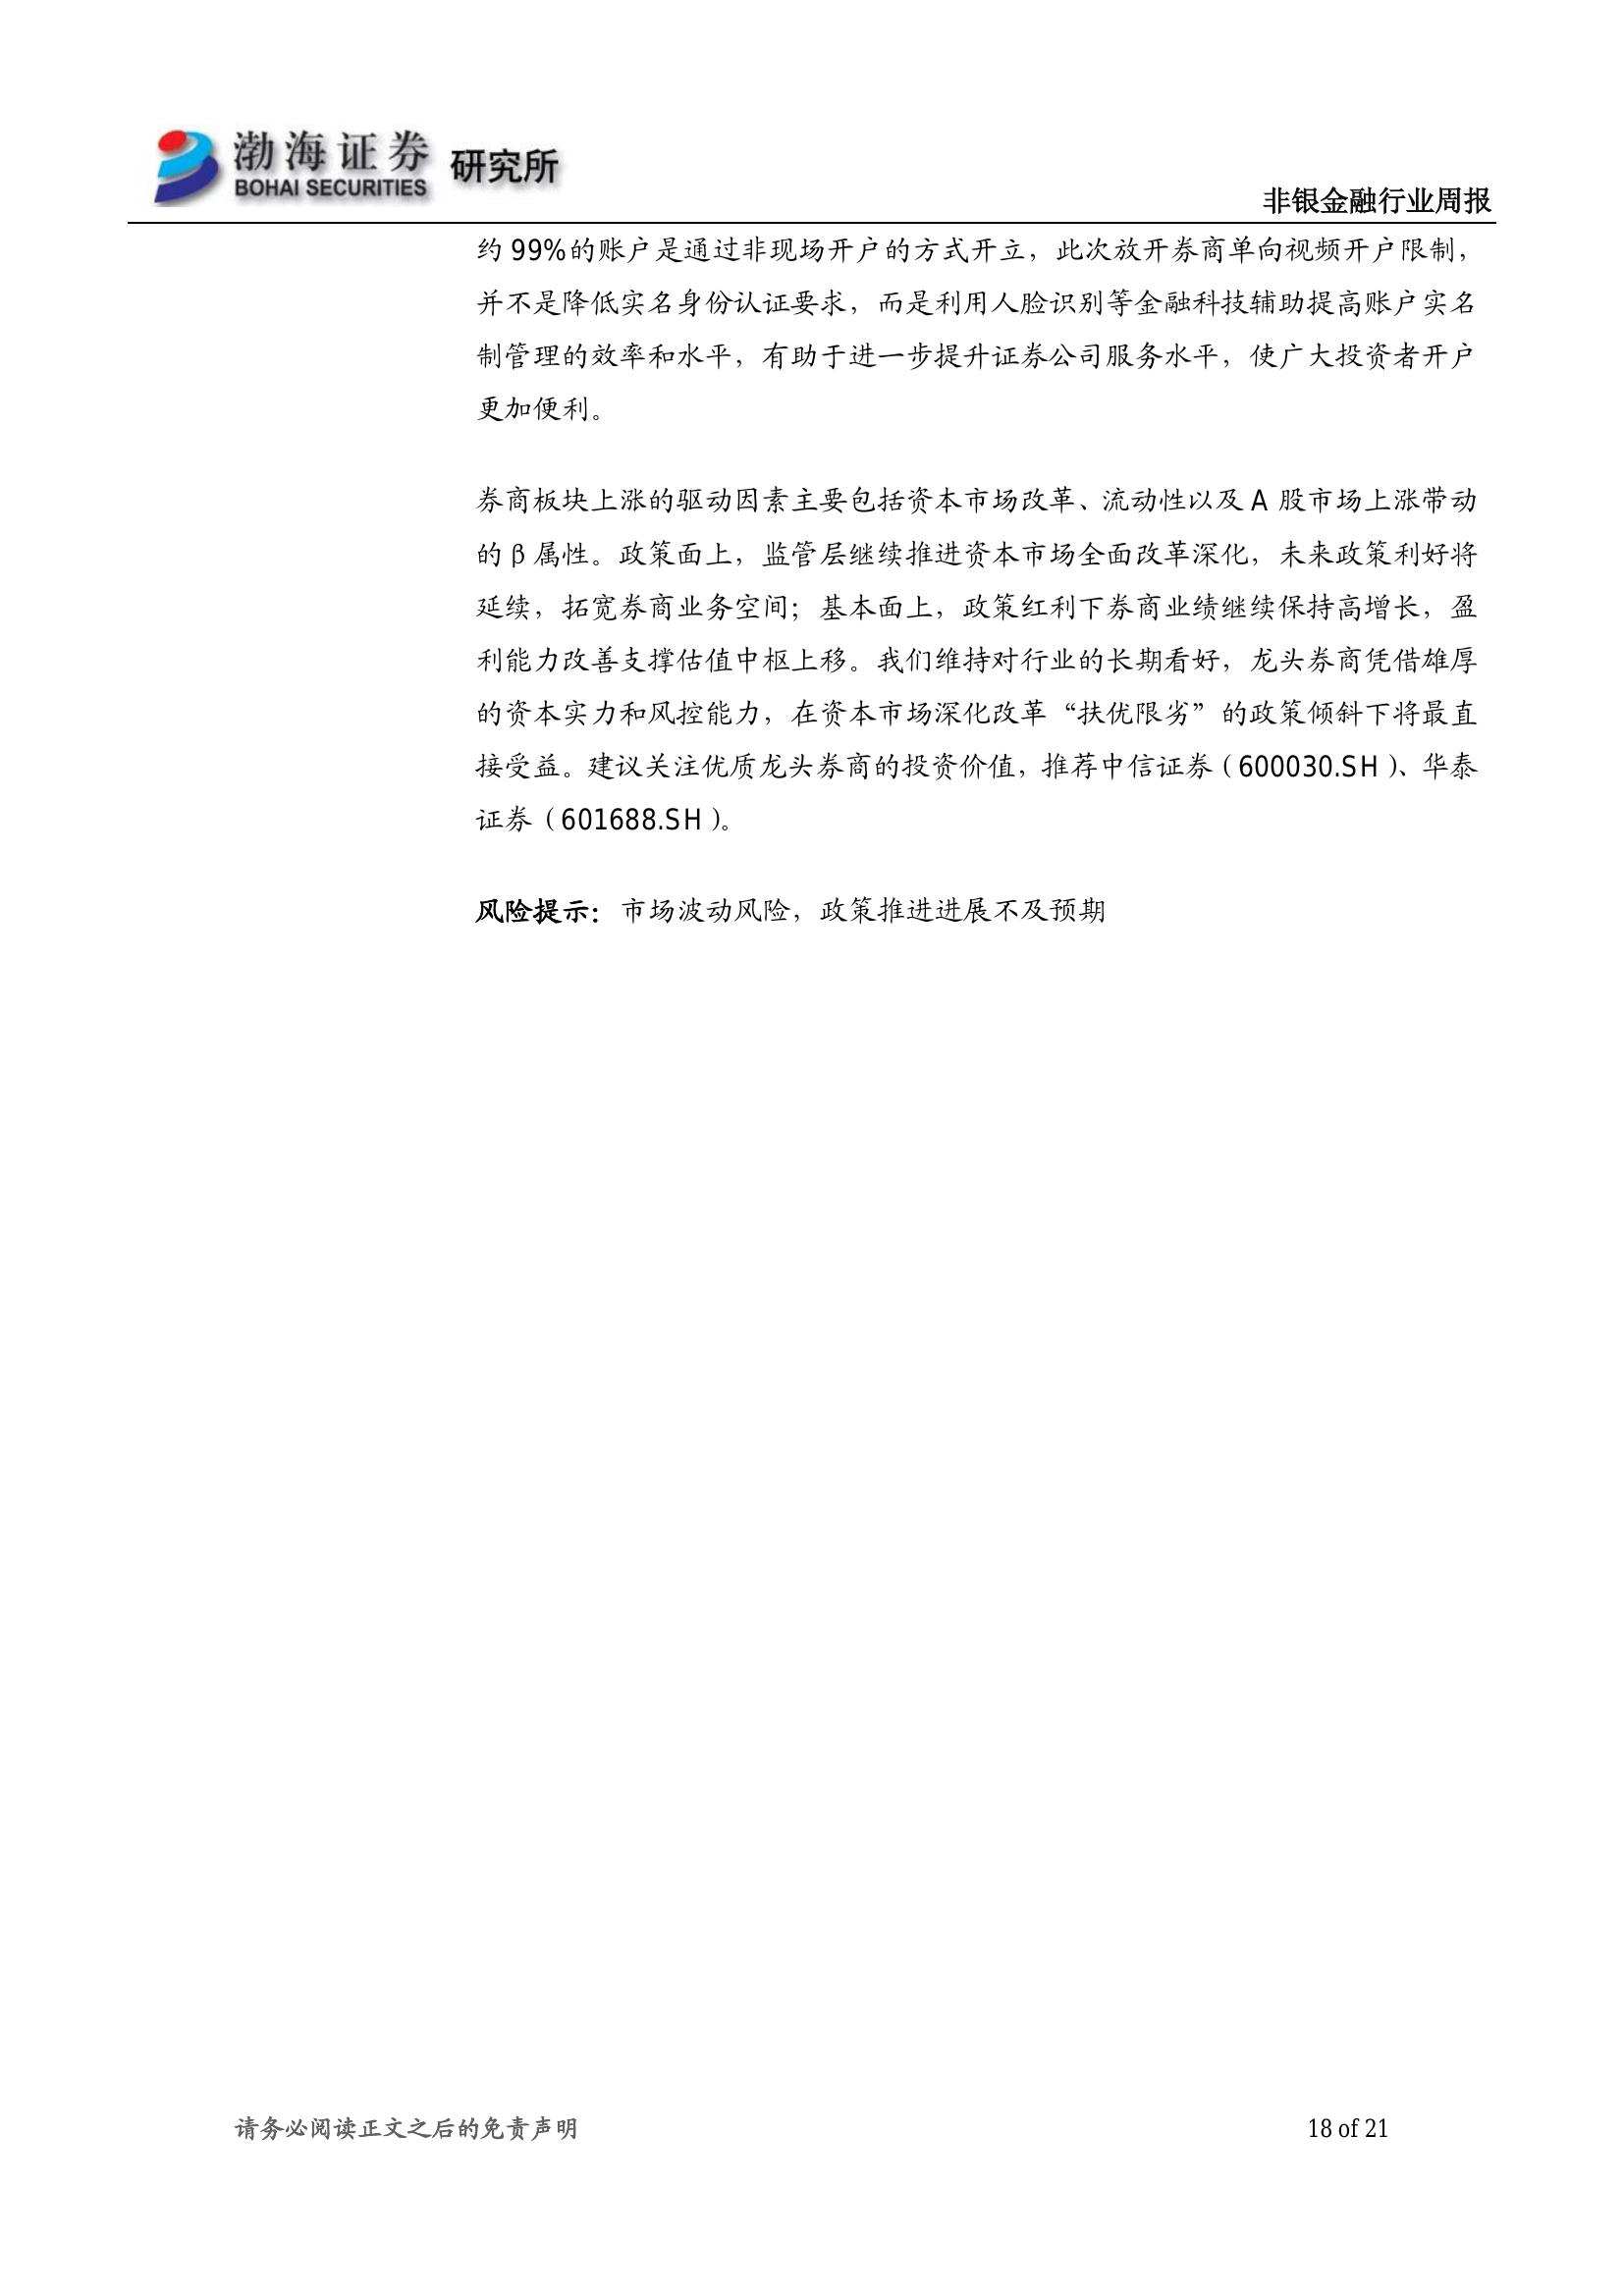 渤海证券 研究所
BOHAI SECURITIES
非银金融行业周报
约 99%的账户是通过非现场开户的方式开立，此次放开券商单向视频开户限制，
并不是降低实名身份认证要求，而是利用人脸识别等金融科技辅助提高账户实名
制管理的效率和水平，有助于进一步提升证券公司服务水平，使广大投资者开户
更加便利。
券商板块上涨的驱动因素主要包括资本市场改革、流动性以及 A 股市场上涨带动
的 β 属性。政策面上，监管层继续推进资本市场全面改革深化，未来政策利好将
延续，拓宽券商业务空间；基本面上，政策红利下券商业绩继续保持高增长，盈
利能力改善支撑估值中枢上移。我们维持对行业的长期看好，龙头券商凭借雄厚
的资本实力和风控能力，在资本市场深化改革“扶优限劣”的政策倾斜下将最直
接受益。建议关注优质龙头券商的投资价值，推荐中信证券（600030.SH）、华泰
证券（601688.SH）。
风险提示：市场波动风险，政策推进进展不及预期
请务必阅读正文之后的免责声明
18 of 21